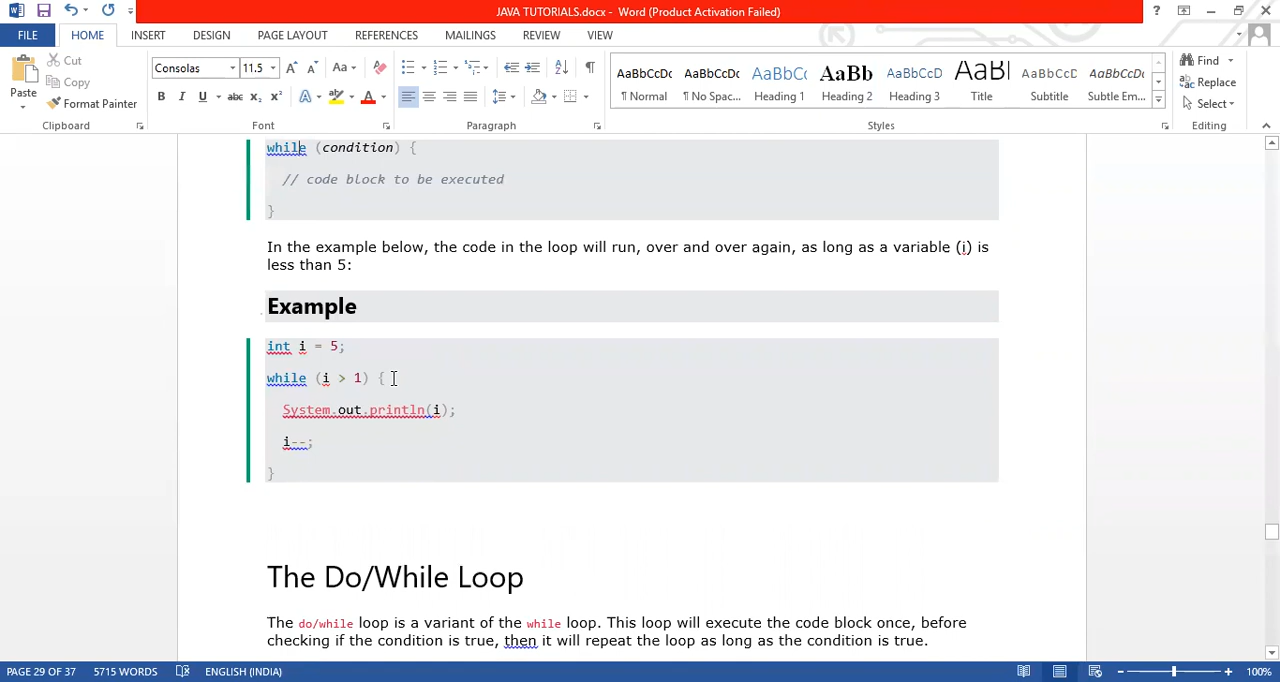 JAVA TUTORIALS.docx - Word (Product Activation Failed)
FILE HOME INSERT DESIGN PAGE LAYOUT REFERENCES MAILINGS REVIEW VIEW
Cut
Copy
Format Painter
Paste
Clipboard
Consolas 11.5
Font
Paragraph
AaBbCcDc AaBbCcDc AaBbCc AaBb AaBbCcDc AaBl AaBbCcDc AaBbCcDc
¶ Normal ¶ No Spac... Heading 1 Heading 2 Heading 3 Title Subtitle Subtle Em...
Styles
Find
Replace
Select
Editing
while (condition) {
// code block to be executed
}
In the example below, the code in the loop will run, over and over again, as long as a variable (i) is
less than 5:
Example
int i = 5;
while (i > 1) {
System.out.println(i);
i--;
}
The Do/While Loop
The do/while loop is a variant of the while loop. This loop will execute the code block once, before
checking if the condition is true, then it will repeat the loop as long as the condition is true.
PAGE 29 OF 37 5715 WORDS ENGLISH (INDIA) 100%